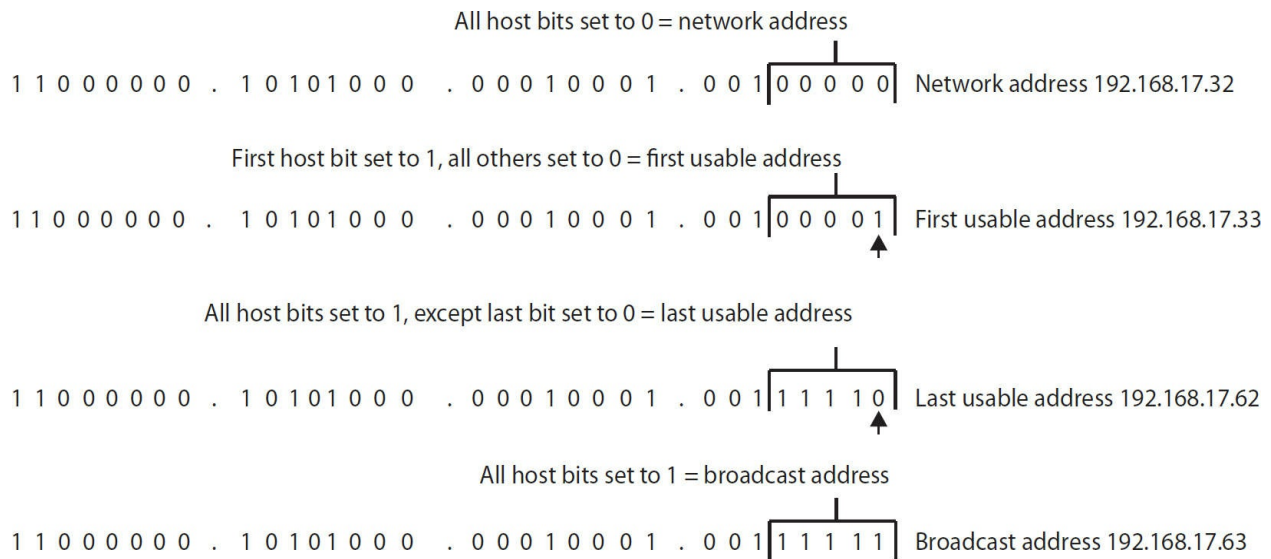 All host bits set to 0 = network address
1 1 0 0 0 0 0 0 . 1 0 1 0 1 0 0 0 . 0 0 0 1 0 0 0 1 . 0 0 1 0 0 0 0 0 Network address 192.168.17.32
First host bit set to 1, all others set to 0 = first usable address
1 1 0 0 0 0 0 0 . 1 0 1 0 1 0 0 0 . 0 0 0 1 0 0 0 1 . 0 0 1 0 0 0 0 1 First usable address 192.168.17.33
All host bits set to 1, except last bit set to 0 = last usable address
1 1 0 0 0 0 0 0 . 1 0 1 0 1 0 0 0 . 0 0 0 1 0 0 0 1 . 0 0 1 1 1 1 1 0 Last usable address 192.168.17.62
All host bits set to 1 = broadcast address
1 1 0 0 0 0 0 0 . 1 0 1 0 1 0 0 0 . 0 0 0 1 0 0 0 1 . 0 0 1 1 1 1 1 1 Broadcast address 192.168.17.63